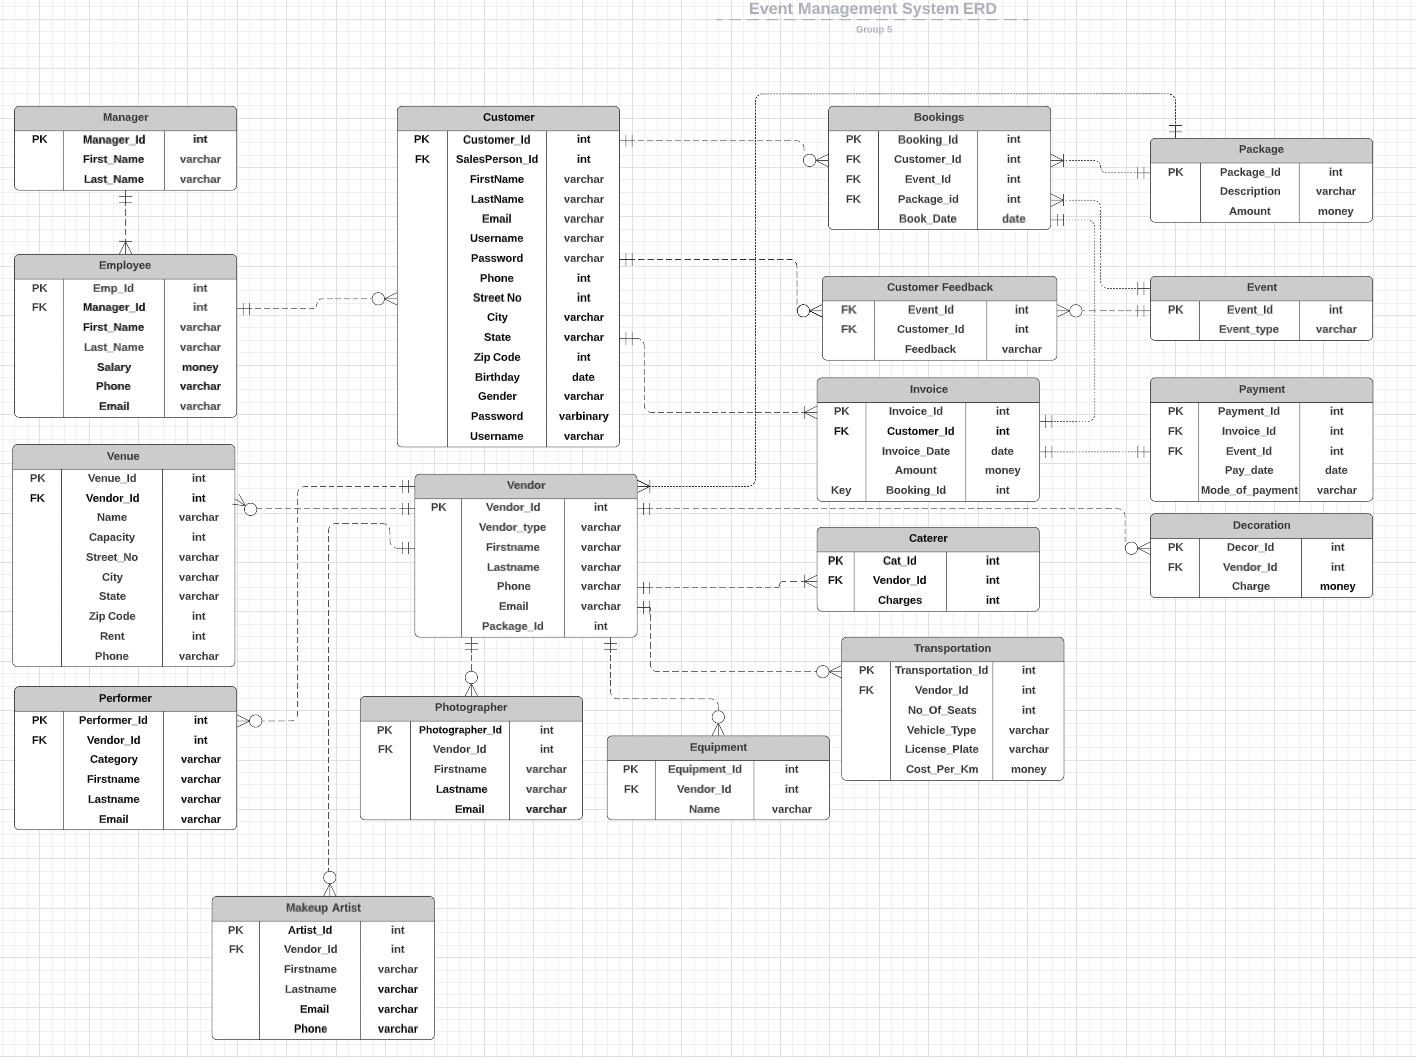 Event Management System ERD
Group 5
Manager
PK Manager_Id int
First_Name varchar
Last_Name varchar
Employee
PK Emp_Id int
FK Manager_Id int
First_Name varchar
Last_Name varchar
Salary money
Phone varchar
Email varchar
Venue
PK Venue_Id int
FK Vendor_Id int
Name varchar
Capacity int
Street_No varchar
City varchar
State varchar
Zip Code int
Rent int
Phone varchar
Performer
PK Performer_Id int
FK Vendor_Id int
Category varchar
Firstname varchar
Lastname varchar
Email varchar
Customer
PK Customer_Id int
FK SalesPerson_Id int
FirstName varchar
LastName varchar
Email varchar
Username varchar
Password varchar
Phone int
Street No int
City varchar
State varchar
Zip Code int
Birthday date
Gender varchar
Password varbinary
Username varchar
Vendor
PK Vendor_Id int
Vendor_type varchar
Firstname varchar
Lastname varchar
Phone varchar
Email varchar
Package_Id int
Photographer
PK Photographer_Id int
FK Vendor_Id int
Firstname varchar
Lastname varchar
Email varchar
Makeup Artist
PK Artist_Id int
FK Vendor_Id int
Firstname varchar
Lastname varchar
Email varchar
Phone varchar
Equipment
PK Equipment_Id int
FK Vendor_Id int
Name varchar
Bookings
PK Booking_Id int
FK Customer_Id int
FK Event_Id int
FK Package_id int
Book_Date date
Customer Feedback
FK Event_Id int
FK Customer_Id int
Feedback varchar
Invoice
PK Invoice_Id int
FK Customer_Id int
Invoice_Date date
Amount money
Key Booking_Id int
Caterer
PK Cat_Id int
FK Vendor_Id int
Charges int
Transportation
PK Transportation_Id int
FK Vendor_Id int
No_Of_Seats int
Vehicle_Type varchar
License_Plate varchar
Cost_Per_Km money
Package
PK Package_Id int
Description varchar
Amount money
Event
PK Event_Id int
Event_type varchar
Payment
PK Payment_Id int
FK Invoice_Id int
FK Event_Id int
Pay_date date
Mode_of_payment varchar
Decoration
PK Decor_Id int
FK Vendor_Id int
Charge money